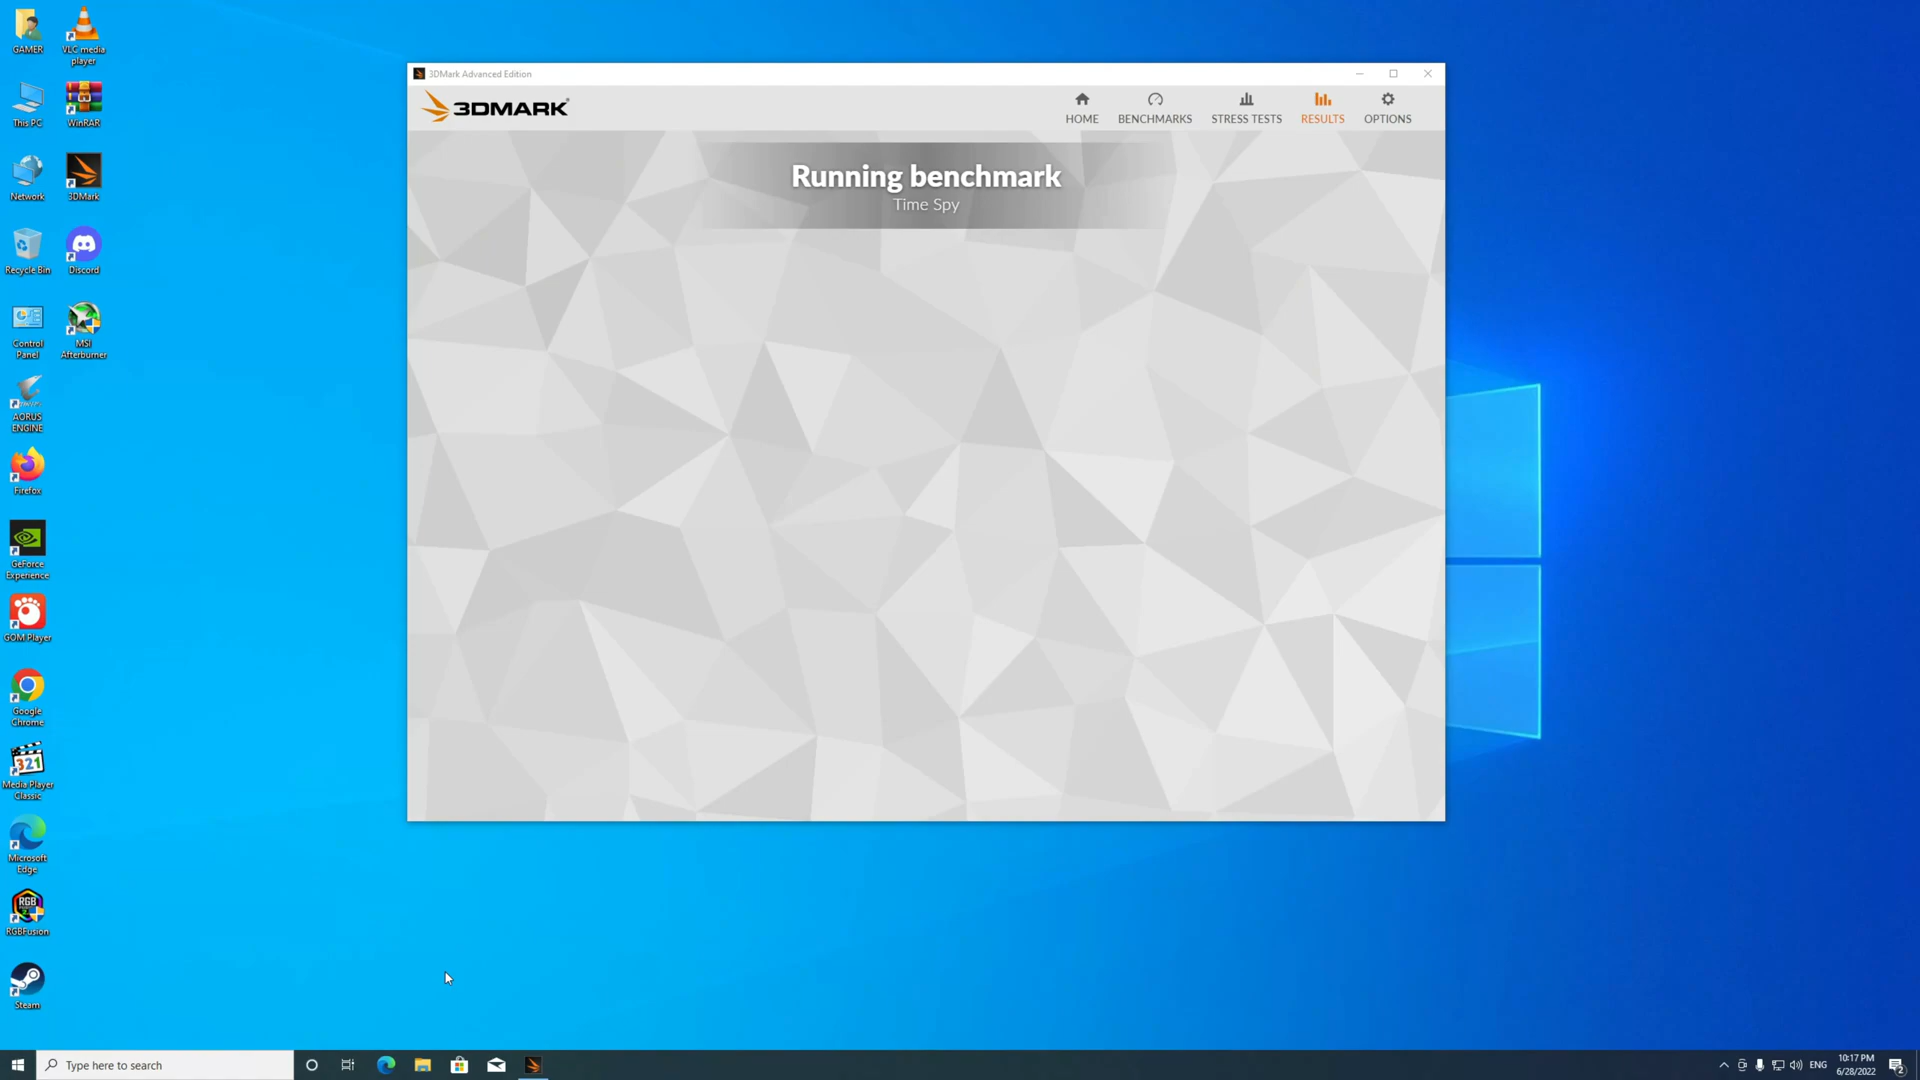 GAMER
VLC media
player
This PC
WinRAR
Network
3DMark
Recycle Bin
Discord
Control
Panel
MSI
Afterburner
AORUS
ENGINE
Firefox
GeForce
Experience
GOM Player
Google
Chrome
321
Media Player
Classic
Microsoft
Edge
RGB
RGBFusion
Steam
3DMark Advanced Edition
3DMARK
HOME
BENCHMARKS
STRESS TESTS
RESULTS
OPTIONS
Running benchmark
Time Spy
Type here to search
ENG
10:17 PM
6/28/2022
2